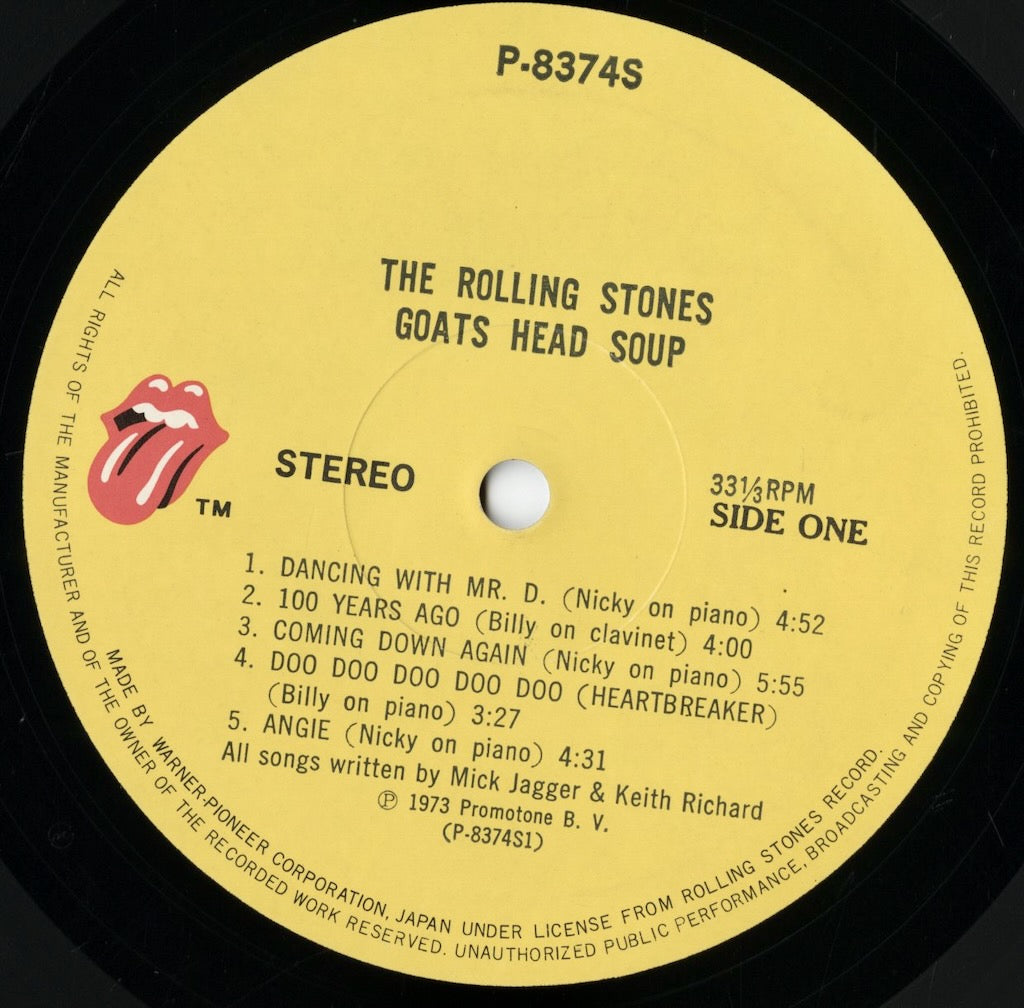 P-8374S
THE ROLLING STONES
GOATS HEAD SOUP
STEREO
TM
33⅓RPM
SIDE ONE
1. DANCING WITH MR. D. (Nicky on piano) 4:52
2. 100 YEARS AGO (Billy on clavinet) 4:00
3. COMING DOWN AGAIN (Nicky on piano) 5:55
4. DOO DOO DOO DOO DOO (HEARTBREAKER)
(Billy on piano) 3:27
5. ANGIE (Nicky on piano) 4:31
All songs written by Mick Jagger & Keith Richard
℗ 1973 Promotone B. V.
(P-8374S1)
MADE BY WARNER-PIONEER CORPORATION, JAPAN UNDER LICENSE FROM ROLLING STONES RECORD.
ALL RIGHTS OF THE MANUFACTURER AND OF THE OWNER OF THE RECORDED WORK RESERVED. UNAUTHORIZED PUBLIC PERFORMANCE, BROADCASTING AND COPYING OF THIS RECORD PROHIBITED.